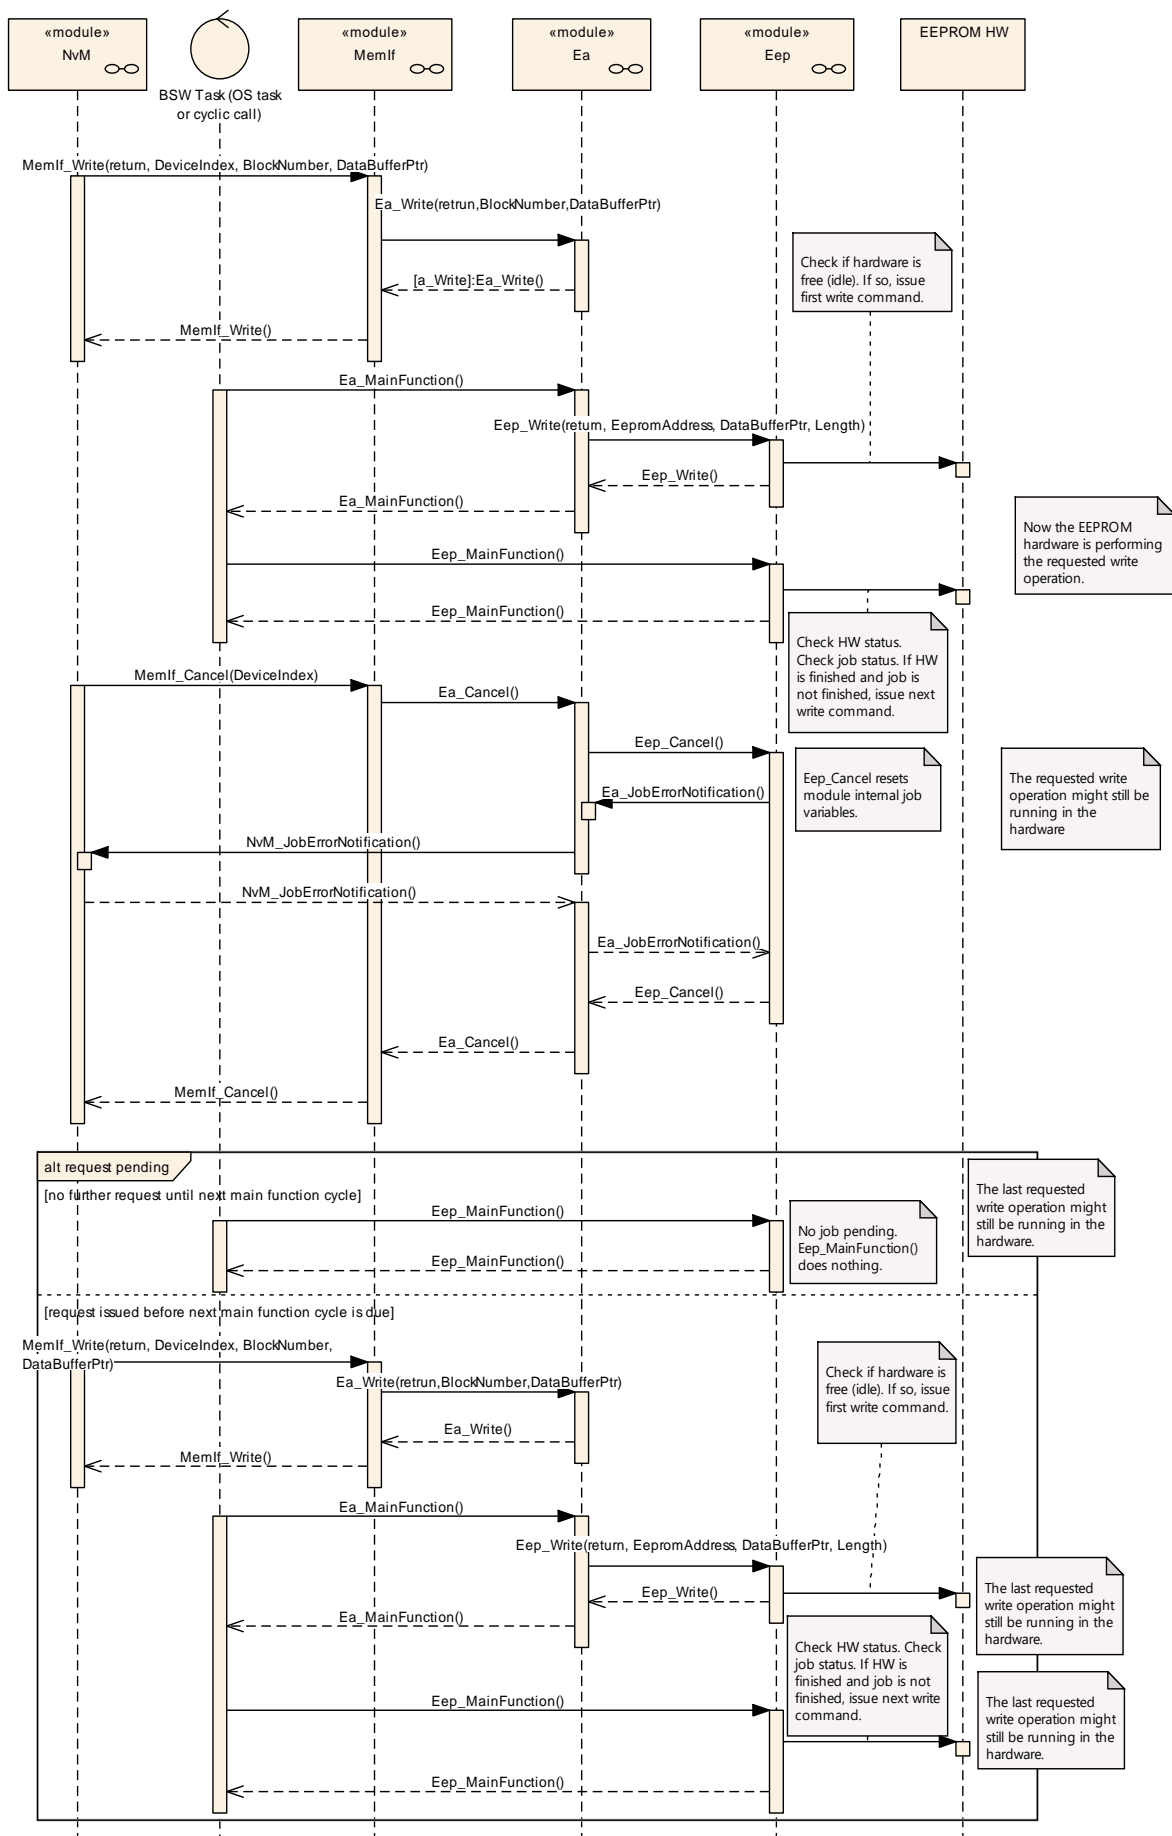 «module»
NvM
BSW Task (OS task
or cyclic call)
«module»
MemIf
«module»
Ea
«module»
Eep
EEPROM HW
MemIf_Write(return, DeviceIndex, BlockNumber, DataBufferPtr)
Ea_Write(retrun,BlockNumber,DataBufferPtr)
Check if hardware is
free (idle). If so, issue
first write command.
[a_Write]:Ea_Write()
MemIf_Write()
Ea_MainFunction()
Eep_Write(return, EepromAddress, DataBufferPtr, Length)
Eep_Write()
Ea_MainFunction()
Now the EEPROM
hardware is performing
the requested write
operation.
Eep_MainFunction()
Eep_MainFunction()
Check HW status.
Check job status. If HW
is finished and job is
not finished, issue next
write command.
MemIf_Cancel(DeviceIndex)
Ea_Cancel()
Eep_Cancel()
Eep_Cancel resets
module internal job
variables.
The requested write
operation might still be
running in the
hardware
Ea_JobErrorNotification()
NvM_JobErrorNotification()
NvM_JobErrorNotification()
Ea_JobErrorNotification()
Eep_Cancel()
Ea_Cancel()
MemIf_Cancel()
alt request pending
[no further request until next main function cycle]
The last requested
write operation might
still be running in the
hardware.
Eep_MainFunction()
No job pending.
Eep_MainFunction()
does nothing.
Eep_MainFunction()
[request issued before next main function cycle is due]
MemIf_Write(return, DeviceIndex, BlockNumber,
DataBufferPtr)
Ea_Write(retrun,BlockNumber,DataBufferPtr)
Check if hardware is
free (idle). If so, issue
first write command.
Ea_Write()
MemIf_Write()
Ea_MainFunction()
Eep_Write(return, EepromAddress, DataBufferPtr, Length)
Eep_Write()
Ea_MainFunction()
The last requested
write operation might
still be running in the
hardware.
Check HW status. Check
job status. If HW is
finished and job is not
finished, issue next write
command.
Eep_MainFunction()
The last requested
write operation might
still be running in the
hardware.
Eep_MainFunction()